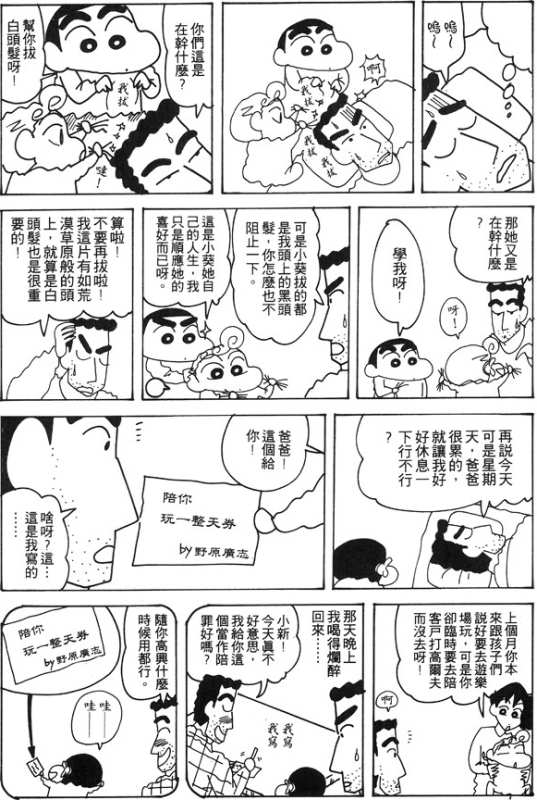 嗚
嗚
啊
我拔
我拔
我拔
你們這是
在幹什麼?
幫你拔
白頭髮呀!
哇!
那她又是
在幹什麼
?
呀!
學我呀!
可是小葵拔的都
是我頭上的黑頭
髮,你怎麼也不
阻止一下。
這是小葵她自
己的人生,我
只是順應她的
喜好而已呀。
算啦!
不要再拔啦!
我這片有如荒
漠草原般的頭
上,就算是白
頭髮也是很重
要的!
再說今天
可是星期
天,爸爸
很累的,
就讓我好
好休息一
下行不行
?
爸爸!
這個給
你!
陪你
玩一整天券
by野原廣志
啥呀?這…
這是我寫的
……
上個月你本
來跟孩子們
說好要去遊樂
場玩,可是你
卻臨時要去陪
客戶打高爾夫
而沒去呀!
啊
那天晚上
我喝得爛醉
回來……
小新!
今天真不
好意思,
我給你這
個當作陪
罪好嗎?
我寫
我寫
隨你高興什麼
時候用都行。
陪你
玩一整天券
by野原廣志
哇
哇